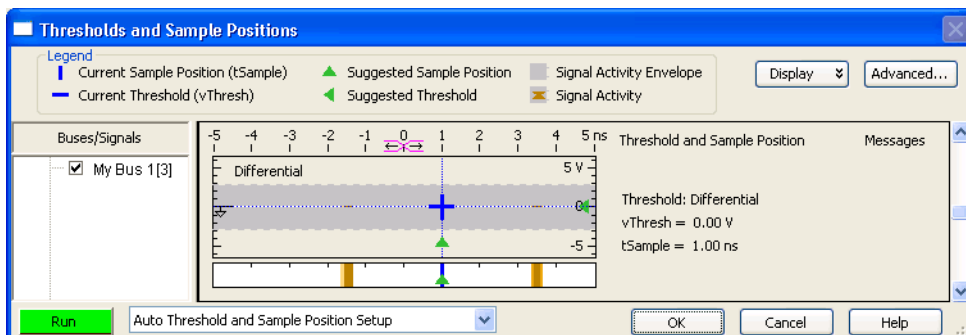 Thresholds and Sample Positions
Legend
Current Sample Position (tSample)
Suggested Sample Position
Signal Activity Envelope
Current Threshold (vThresh)
Suggested Threshold
Signal Activity
Display
Advanced...
Buses/Signals
-5 -4 -3 -2 -1 0 1 2 3 4 5 ns
Threshold and Sample Position
Messages
My Bus 1[3]
Differential
5 V
Threshold: Differential
0
vThresh = 0.00 V
-5
tSample = 1.00 ns
Run
Auto Threshold and Sample Position Setup
OK
Cancel
Help